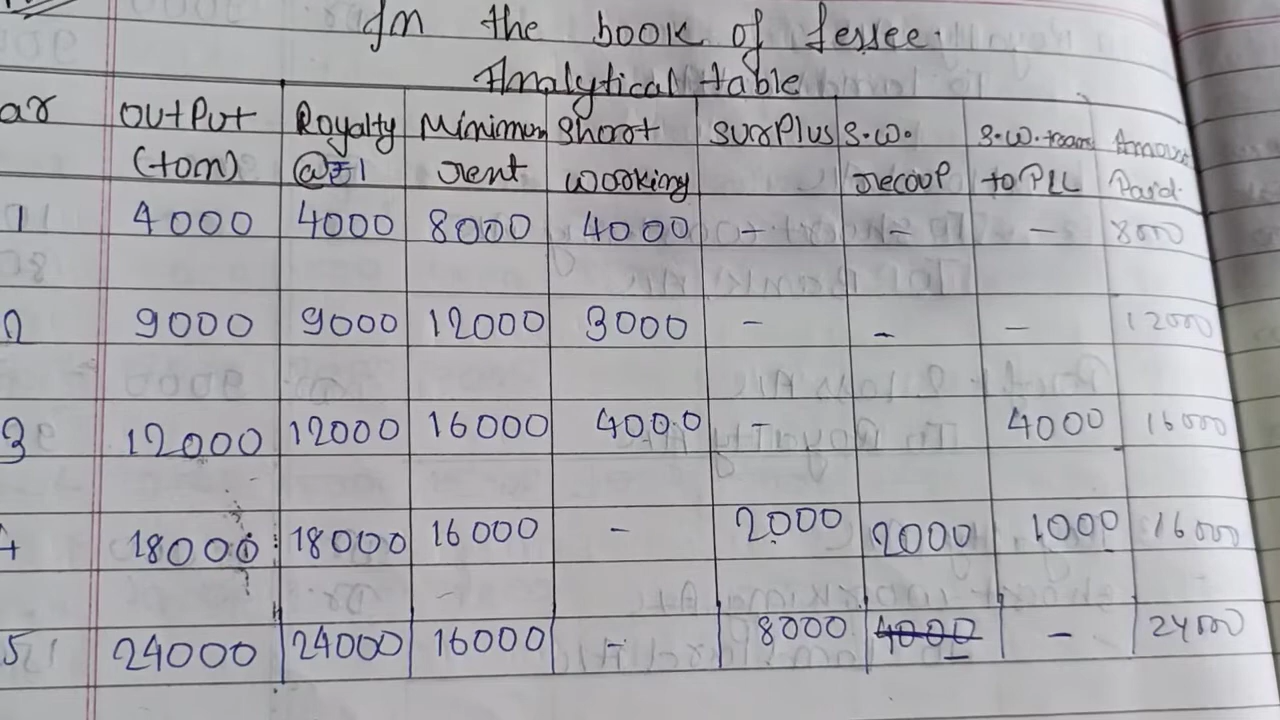 In the book of lessee.
Analytical table
ar output Royalty Minimum Short surplus S.W. S.W. trans Amount
(ton) @₹1 rent working recoup to P&L Paid.
1 4000 4000 8000 4000 - - - 8000
2 9000 9000 12000 3000 - - - 12000
3 12000 12000 16000 4000 - 4000 16000
4 18000 18000 16000 - 2000 2000 1000 16000
5 24000 24000 16000 - 8000 4000 - 24000